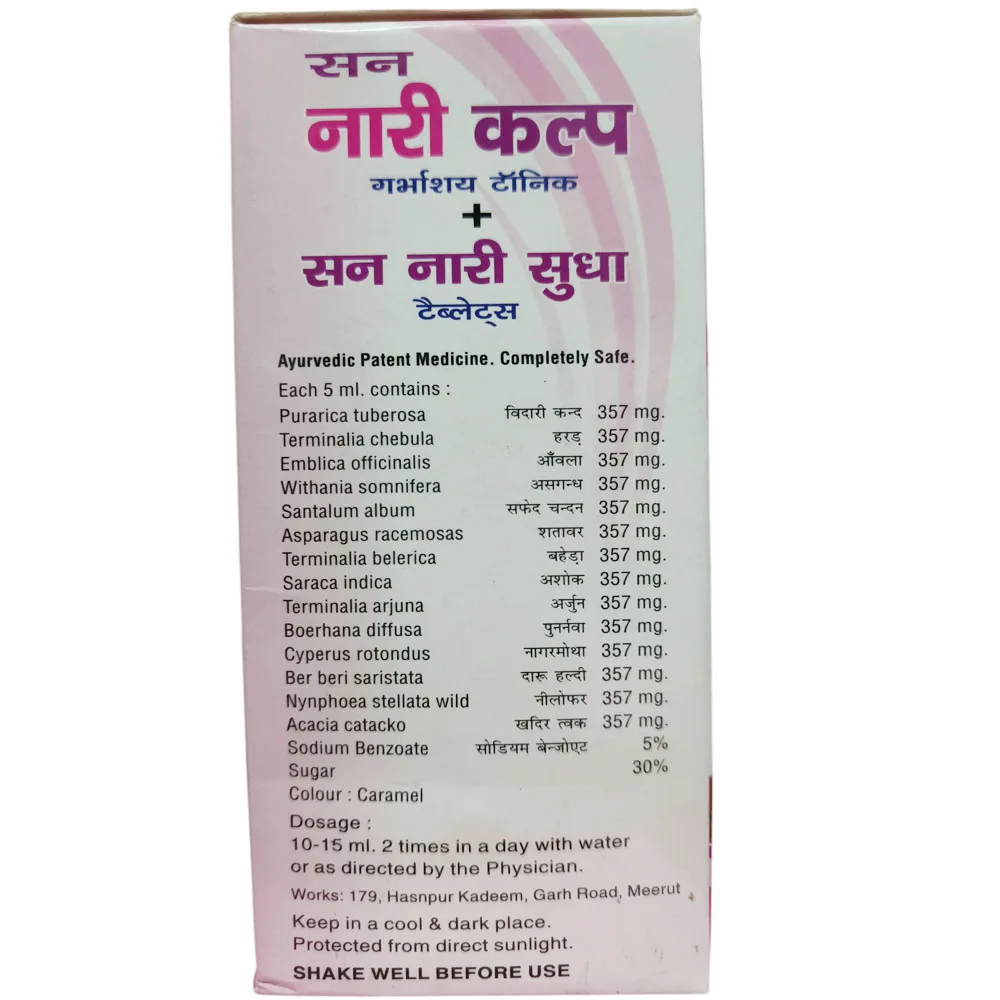 सन
नारी कल्प
गर्भाशय टॉनिक
+
सन नारी सुधा
टैब्लेट्स
Ayurvedic Patent Medicine. Completely Safe.
Each 5 ml. contains :
Purarica tuberosa विदारी कन्द 357 mg.
Terminalia chebula हरड़ 357 mg.
Emblica officinalis आँवला 357 mg.
Withania somnifera असगन्ध 357 mg.
Santalum album सफेद चन्दन 357 mg.
Asparagus racemosas शतावर 357 mg.
Terminalia belerica बहेड़ा 357 mg.
Saraca indica अशोक 357 mg.
Terminalia arjuna अर्जुन 357 mg.
Boerhana diffusa पुनर्नवा 357 mg.
Cyperus rotondus नागरमोथा 357 mg.
Ber beri saristata दारू हल्दी 357 mg.
Nynphoea stellata wild नीलोफर 357 mg.
Acacia catacko खदिर त्वक 357 mg.
Sodium Benzoate सोडियम बेन्जोएट 5%
Sugar 30%
Colour : Caramel
Dosage :
10-15 ml. 2 times in a day with water
or as directed by the Physician.
Works: 179, Hasnpur Kadeem, Garh Road, Meerut
Keep in a cool & dark place.
Protected from direct sunlight.
SHAKE WELL BEFORE USE